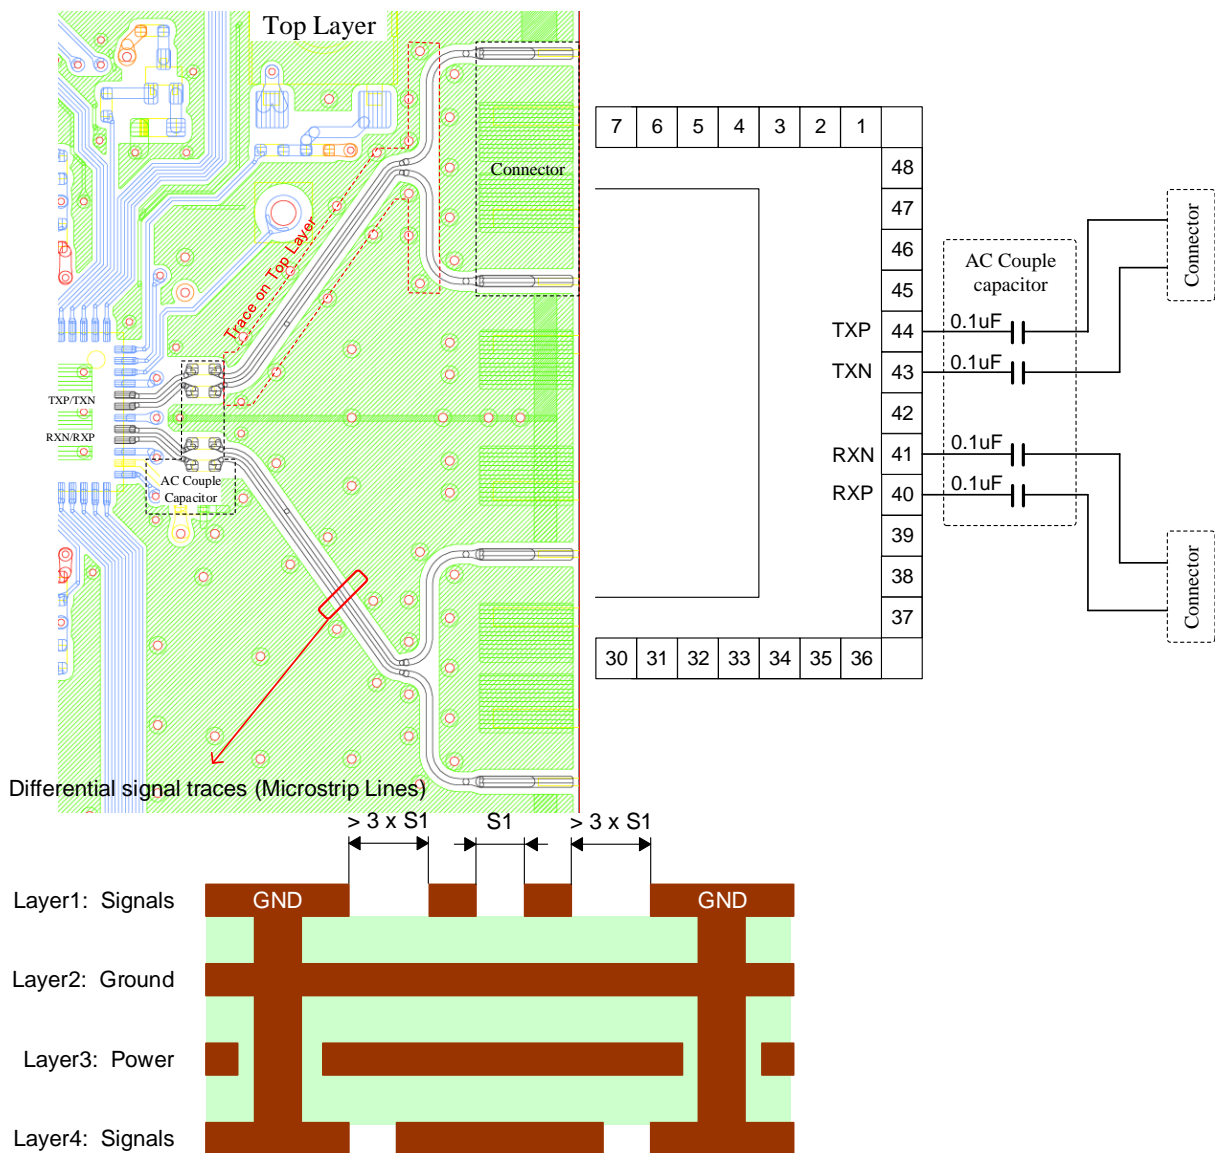 Top Layer
Connector
Trace on Top Layer
TXP/TXN
RXN/RXP
AC Couple
Capacitor
7 6 5 4 3 2 1
48
47
46
45
TXP 44 0.1uF
TXN 43 0.1uF
42
RXN 41 0.1uF
RXP 40 0.1uF
39
38
37
30 31 32 33 34 35 36
AC Couple
capacitor
Connector
Connector
Differential signal traces (Microstrip Lines)
> 3 x S1 S1 > 3 x S1
Layer1: Signals GND GND
Layer2: Ground
Layer3: Power
Layer4: Signals